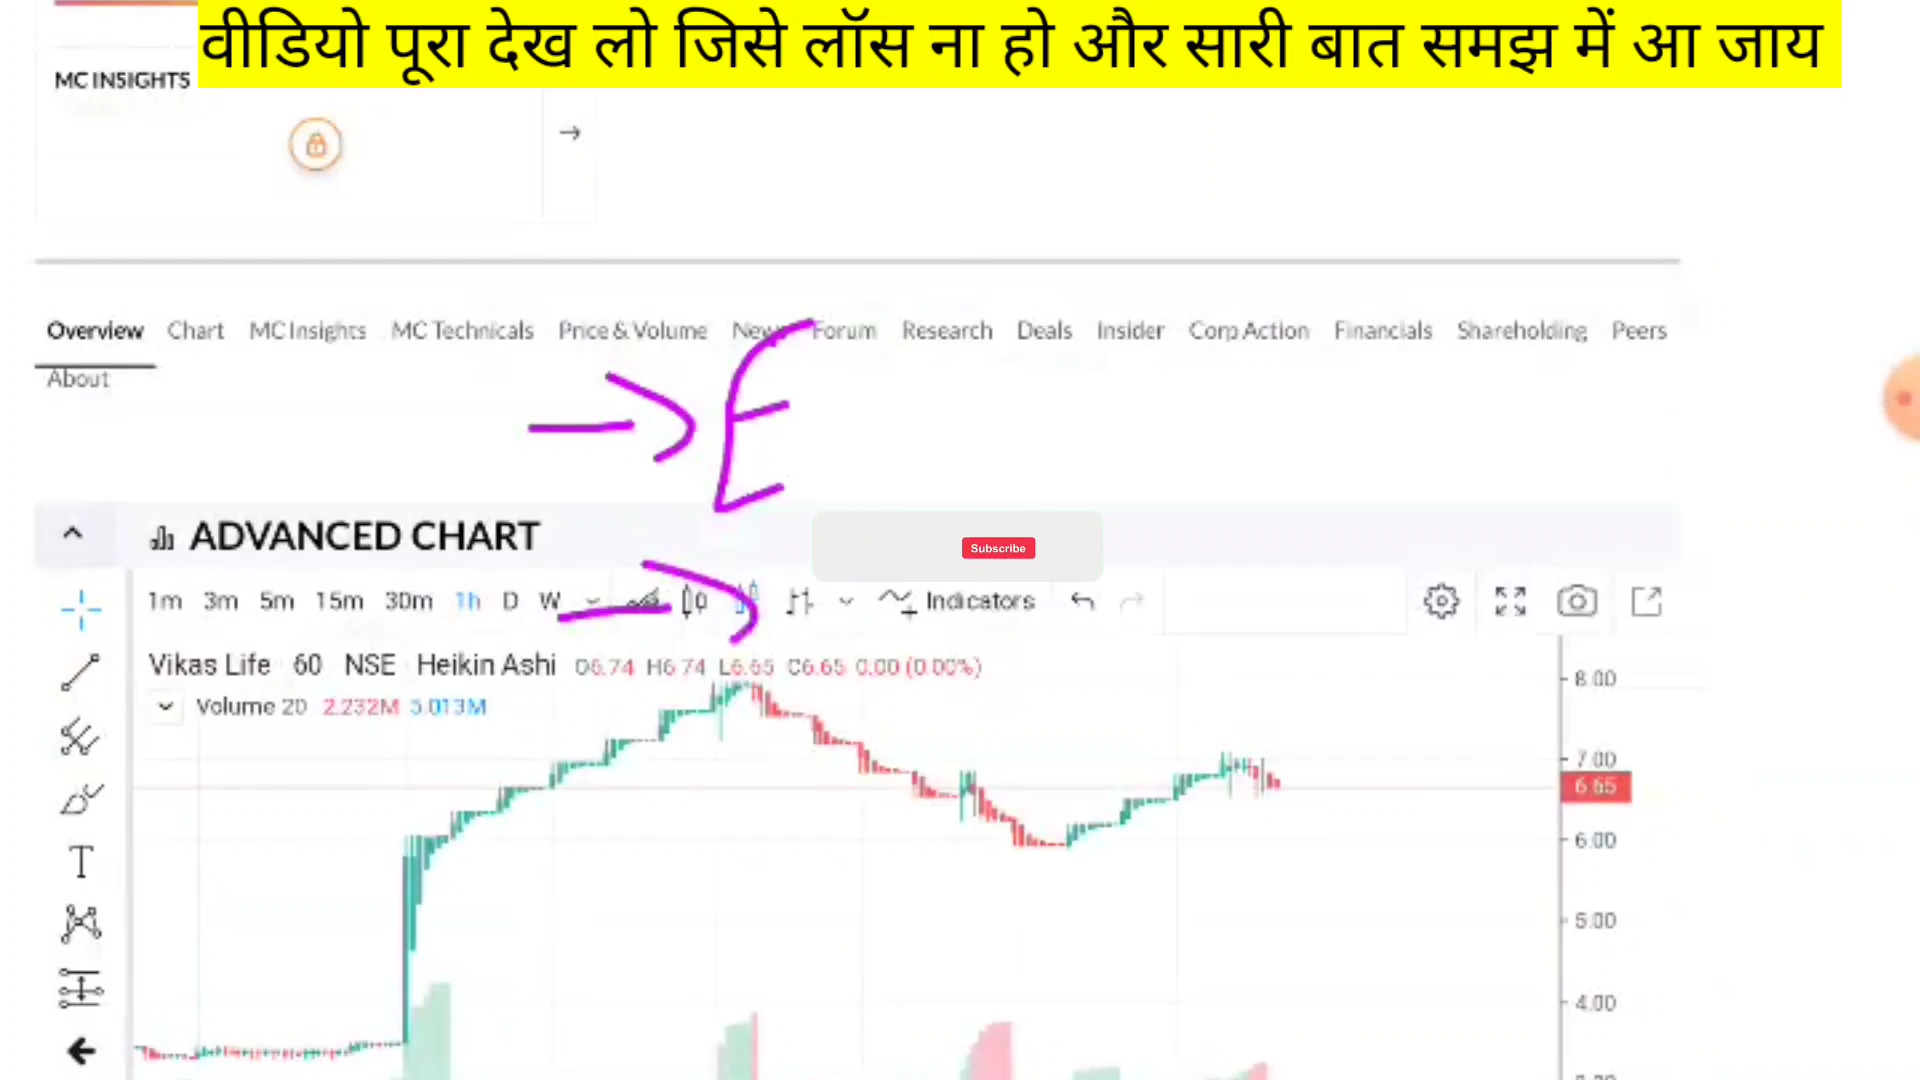 वीडियो पूरा देख लो जिसे लॉस ना हो और सारी बात समझ में आ जाय
MC INSIGHTS
Overview Chart MC Insights MC Technicals Price & Volume News Forum Research Deals Insider Corp Action Financials Shareholding Peers
About
E
ADVANCED CHART
Subscribe
1m 3m 5m 15m 30m 1h D W Indicators
Vikas Life 60 NSE Heikin Ashi O6.74 H6.74 L6.65 C6.65 0.00 (0.00%)
Volume 20 2.232M 5.013M
8.00
7.00
6.65
6.00
5.00
4.00